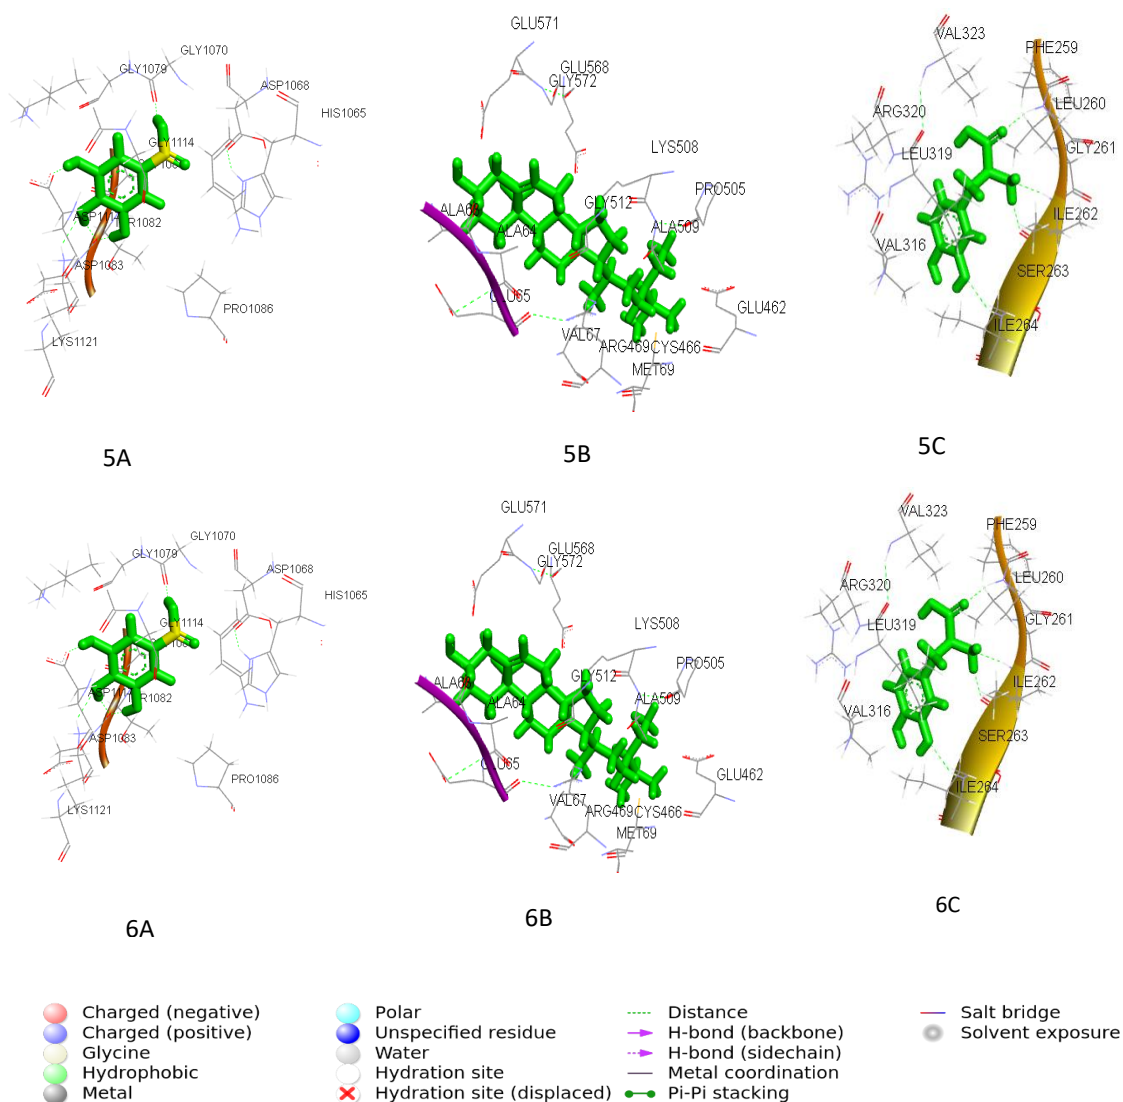 GLY1070
GLY1079
ASP1068
HIS1065
GLY1114
SER1082
ASP1083
PRO1086
LYS1121
5A
GLU571
GLU568
GLY572
LYS508
PRO505
GLY512
ALA63
ALA64
ALA509
GLU65
GLU462
VAL67
ARG469
CYS466
MET69
5B
VAL323
PHE259
ARG320
LEU260
LEU319
GLY261
ILE262
VAL316
SER263
ILE264
5C
GLY1070
GLY1079
ASP1068
HIS1065
GLY1114
SER1082
ASP1083
PRO1086
LYS1121
6A
GLU571
GLU568
GLY572
LYS508
PRO505
GLY512
ALA63
ALA64
ALA509
GLU65
GLU462
VAL67
ARG469
CYS466
MET69
6B
VAL323
PHE259
ARG320
LEU260
LEU319
GLY261
ILE262
VAL316
SER263
ILE264
6C
Charged (negative)
Charged (positive)
Glycine
Hydrophobic
Metal
Polar
Unspecified residue
Water
Hydration site
Hydration site (displaced)
Distance
H-bond (backbone)
H-bond (sidechain)
Metal coordination
Pi-Pi stacking
Salt bridge
Solvent exposure